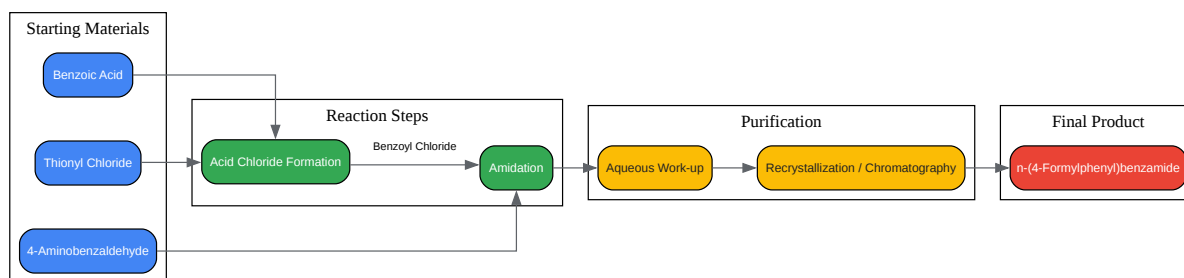 Starting Materials
Benzoic Acid
Thionyl Chloride
4-Aminobenzaldehyde
Reaction Steps
Acid Chloride Formation
Benzoyl Chloride
Amidation
Purification
Aqueous Work-up
Recrystallization / Chromatography
Final Product
n-(4-Formylphenyl)benzamide